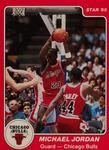 STAR '85
CHICAGO
BULLS
MICHAEL JORDAN
Guard — Chicago Bulls